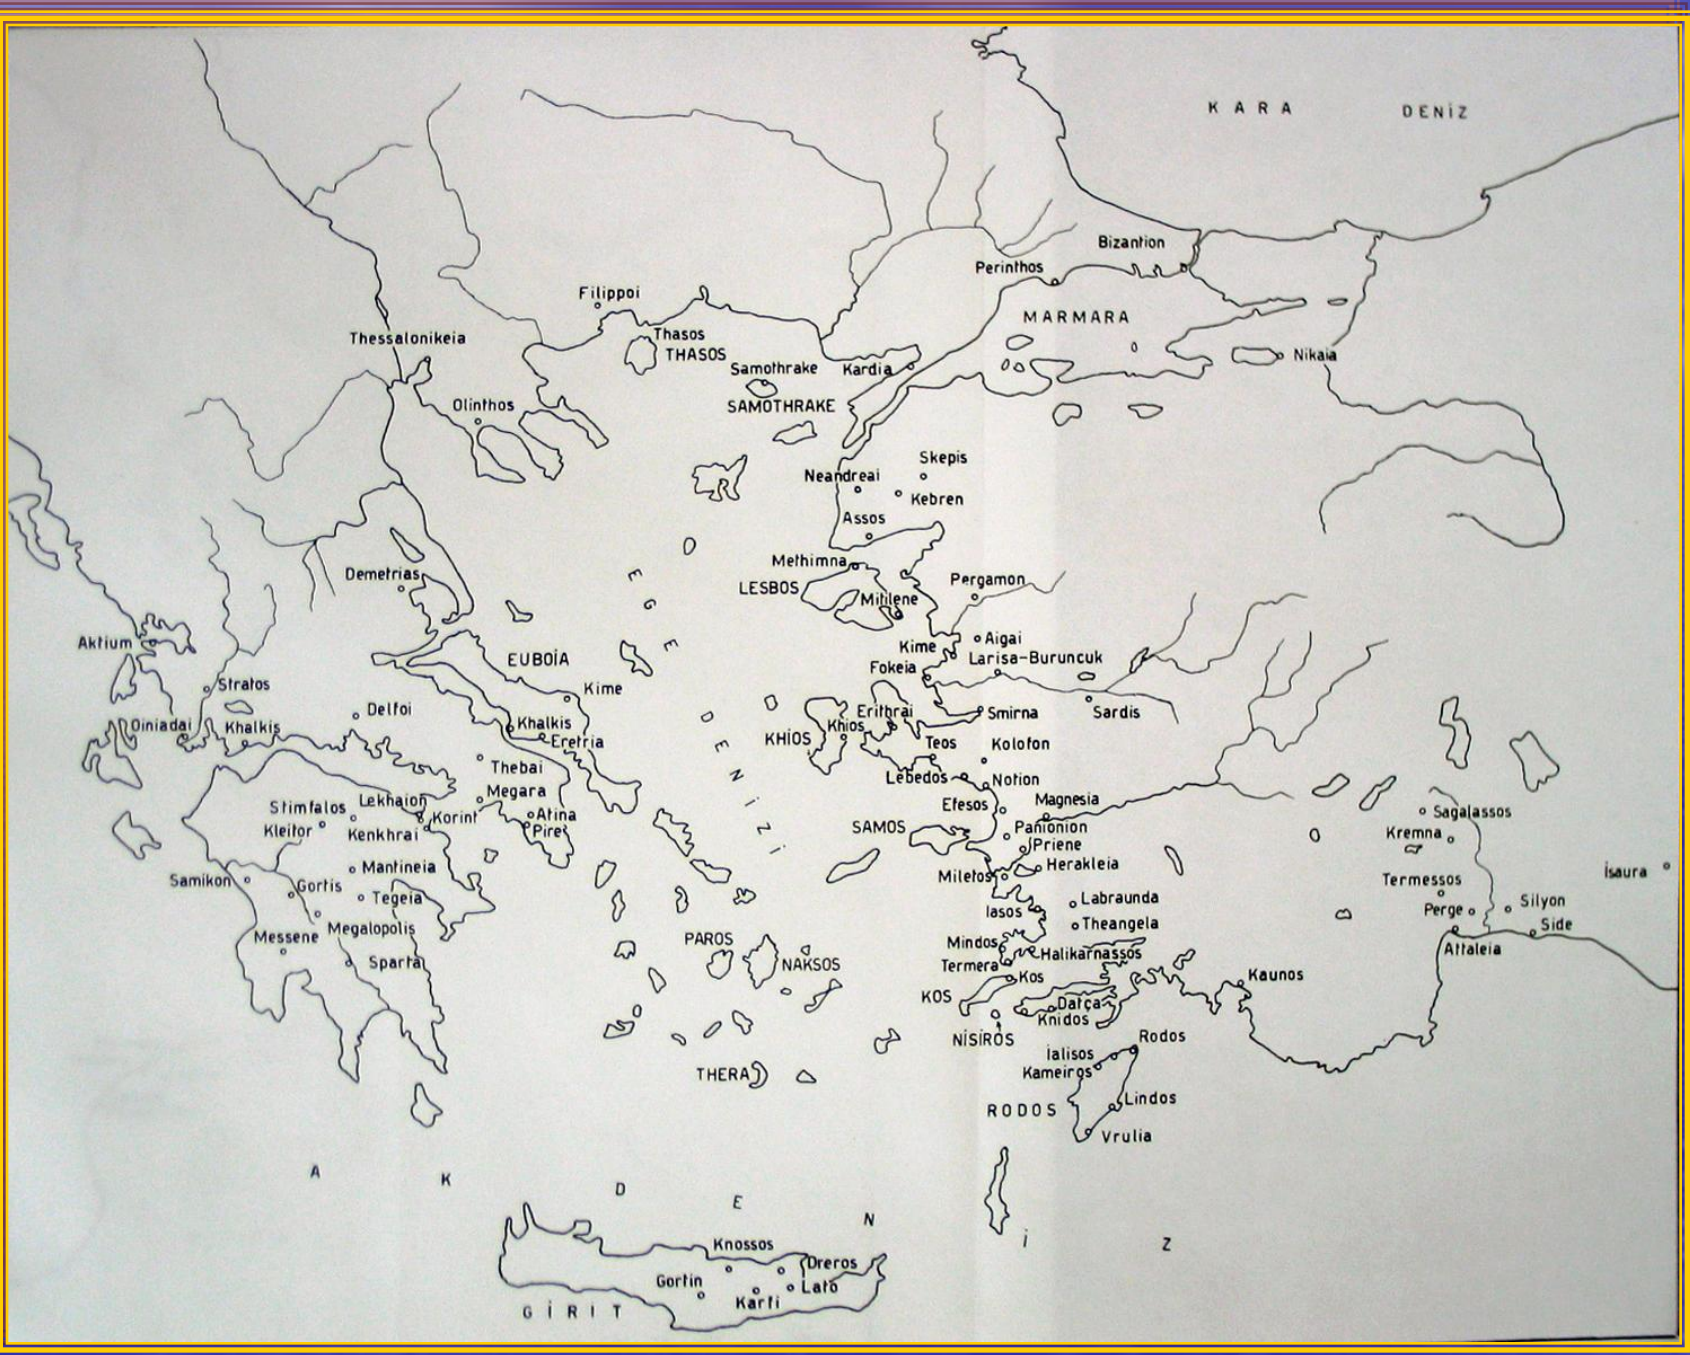 KARA DENİZ
Bizantion
Perinthos
Filippoi
MARMARA
Thasos
Thessalonikeia
THASOS
Nikaia
Samothrake
Kardia
Olinthos
SAMOTHRAKE
Skepis
Neandreai
Kebren
Assos
Methimna
Demetrias
EGE DENİZİ
LESBOS
Pergamon
Mitilene
Aktium
Aigai
Kime
Larisa-Buruncuk
EUBOİA
Fokeia
Stratos
Kime
Delfoi
Erithrai
Smirna
Sardis
Oiniadai
Khalkis
Khalkis
Khios
KHİOS
Eretria
Teos
Kolofon
Thebai
Lebedos
Notion
Megara
Lekhaion
Stimfalos
Efesos
Magnesia
Korint
Atina
Sagalassos
Kleitor
Kenkhrai
Pire
SAMOS
Panionion
Kremna
Priene
Mantineia
Herakleia
Samikon
Miletos
İsaura
Gortis
Tegeia
Labraunda
Termessos
Iasos
Perge
Silyon
Megalopolis
Theangela
Side
Messene
PAROS
Mindos
Halikarnassos
Attaleia
Sparta
NAKSOS
Termera
Kos
Kaunos
KOS
Datça
Knidos
NİSİROS
Rodos
İalisos
THERA
Kameiros
Lindos
RODOS
Vrulia
AKDENİZ
Knossos
Dreros
Gortin
Lato
Karfi
GİRİT